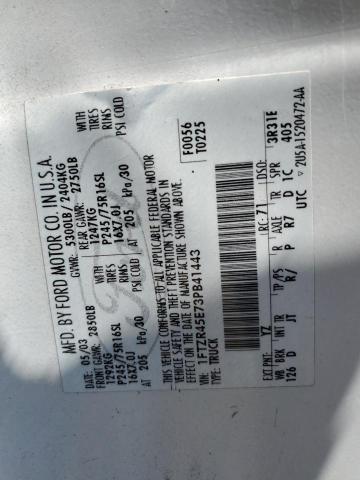 MFD. BY FORD MOTOR CO. IN U.S.A.
DATE: 05/03 GVWR: 5300LB/ 2404KG
FRONT GAWR: 2850LB REAR GAWR: 2750LB
1292KG WITH 1247KG WITH
P245/75R16SL TIRES P245/75R16SL TIRES
16X7.0J RIMS 16X7.0J RIMS
AT 205 kPa/30 PSI COLD AT 205 kPa/30 PSI COLD
THIS VEHICLE CONFORMS TO ALL APPLICABLE FEDERAL MOTOR
VEHICLE SAFETY AND THEFT PREVENTION STANDARDS IN
EFFECT ON THE DATE OF MANUFACTURE SHOWN ABOVE.
VIN: 1FTZR45E73PB41443 F0056
TYPE: TRUCK T0225
EXT PNT: YZ RC: 71 DSO: 3R31E
WB BRK INT TR TP/PS R AXLE TR SPR 405
126 D JT R/ P R7 D 1C
UTC ▽2U5A-1520472-AA